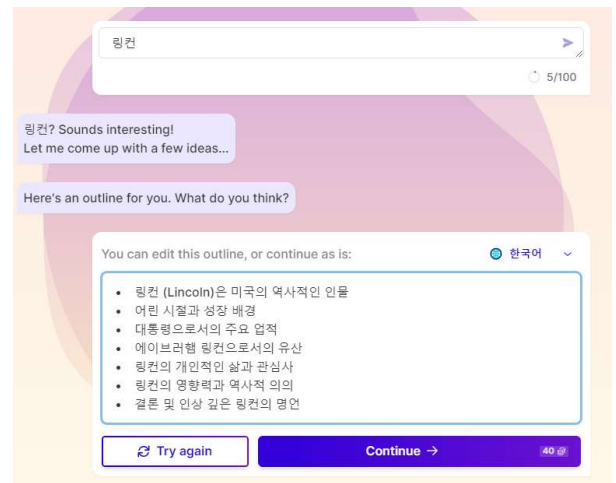 링컨
5/100
링컨? Sounds interesting!
Let me come up with a few ideas...
Here's an outline for you. What do you think?
You can edit this outline, or continue as is:
한국어
• 링컨 (Lincoln)은 미국의 역사적인 인물
• 어린 시절과 성장 배경
• 대통령으로서의 주요 업적
• 에이브러햄 링컨으로서의 유산
• 링컨의 개인적인 삶과 관심사
• 링컨의 영향력과 역사적 의의
• 결론 및 인상 깊은 링컨의 명언
Try again
Continue →
40